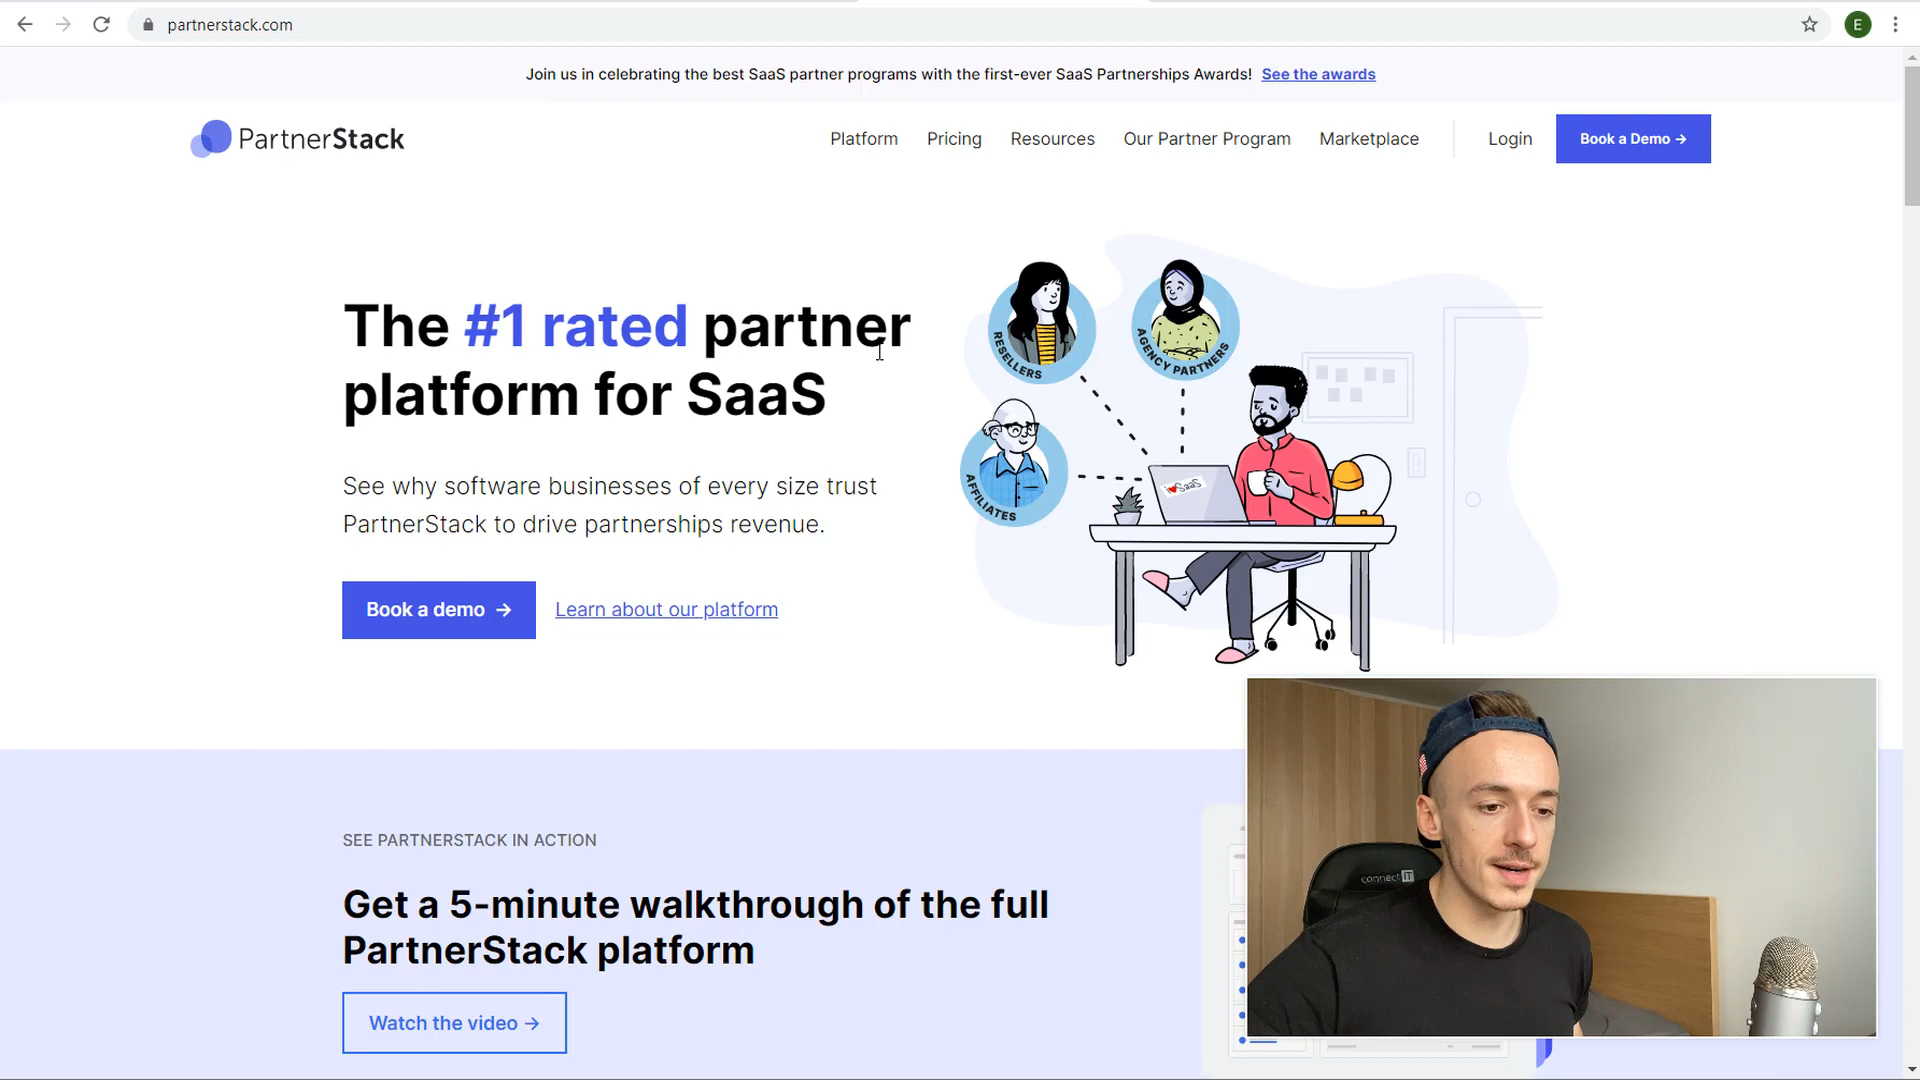 partnerstack.com
E
Join us in celebrating the best SaaS partner programs with the first-ever SaaS Partnerships Awards! See the awards
PartnerStack
Platform Pricing Resources Our Partner Program Marketplace Login Book a Demo →
The #1 rated partner
platform for SaaS
See why software businesses of every size trust
PartnerStack to drive partnerships revenue.
Book a demo → Learn about our platform
RESELLERS
AGENCY PARTNERS
AFFILIATES
I ❤ SaaS
SEE PARTNERSTACK IN ACTION
Get a 5-minute walkthrough of the full
PartnerStack platform
Watch the video →
connect IT